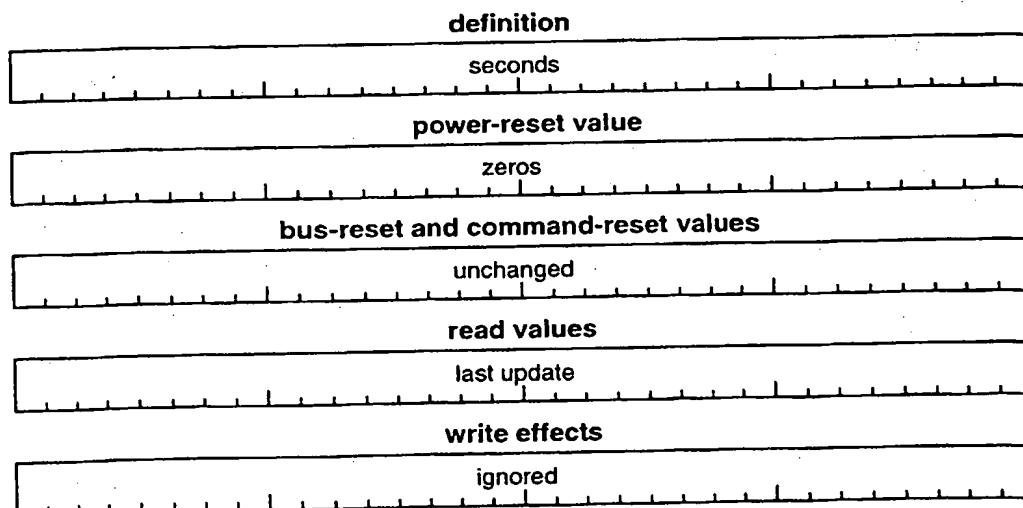 definition
seconds
power-reset value
zeros
bus-reset and command-reset values
unchanged
read values
last update
write effects
ignored